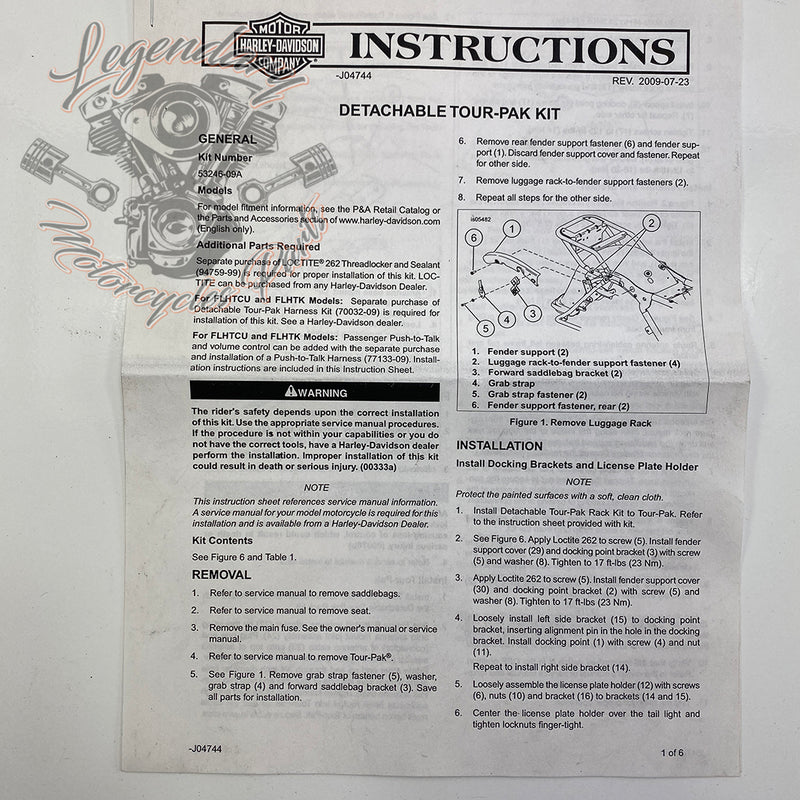 Legendary
Motorcycle Parts
MOTOR
HARLEY-DAVIDSON
COMPANY
INSTRUCTIONS
-J04744
REV. 2009-07-23
DETACHABLE TOUR-PAK KIT
GENERAL
Kit Number
53246-09A
Models
For model fitment information, see the P&A Retail Catalog or
the Parts and Accessories section of www.harley-davidson.com
(English only).
Additional Parts Required
Separate purchase of LOCTITE® 262 Threadlocker and Sealant
(94759-99) is required for proper installation of this kit. LOC-
TITE can be purchased from any Harley-Davidson Dealer.
For FLHTCU and FLHTK Models: Separate purchase of
Detachable Tour-Pak Harness Kit (70032-09) is required for
installation of this kit. See a Harley-Davidson dealer.
For FLHTCU and FLHTK Models: Passenger Push-to-Talk
and volume control can be added with the separate purchase
and installation of a Push-to-Talk Harness (77133-09). Install-
ation instructions are included in this Instruction Sheet.
WARNING
The rider's safety depends upon the correct installation
of this kit. Use the appropriate service manual procedures.
If the procedure is not within your capabilities or you do
not have the correct tools, have a Harley-Davidson dealer
perform the installation. Improper installation of this kit
could result in death or serious injury. (00333a)
NOTE
This instruction sheet references service manual information.
A service manual for your model motorcycle is required for this
installation and is available from a Harley-Davidson Dealer.
Kit Contents
See Figure 6 and Table 1.
REMOVAL
1. Refer to service manual to remove saddlebags.
2. Refer to service manual to remove seat.
3. Remove the main fuse. See the owner's manual or service
manual.
4. Refer to service manual to remove Tour-Pak®.
5. See Figure 1. Remove grab strap fastener (5), washer,
grab strap (4) and forward saddlebag bracket (3). Save
all parts for installation.
6. Remove rear fender support fastener (6) and fender sup-
port (1). Discard fender support cover and fastener. Repeat
for other side.
7. Remove luggage rack-to-fender support fasteners (2).
8. Repeat all steps for the other side.
is05482
1
2
6
5
4
3
1. Fender support (2)
2. Luggage rack-to-fender support fastener (4)
3. Forward saddlebag bracket (2)
4. Grab strap
5. Grab strap fastener (2)
6. Fender support fastener, rear (2)
Figure 1. Remove Luggage Rack
INSTALLATION
Install Docking Brackets and License Plate Holder
NOTE
Protect the painted surfaces with a soft, clean cloth.
1. Install Detachable Tour-Pak Rack Kit to Tour-Pak. Refer
to the instruction sheet provided with kit.
2. See Figure 6. Apply Loctite 262 to screw (5). Install fender
support cover (29) and docking point bracket (3) with screw
(5) and washer (8). Tighten to 17 ft-lbs (23 Nm).
3. Apply Loctite 262 to screw (5). Install fender support cover
(30) and docking point bracket (2) with screw (5) and
washer (8). Tighten to 17 ft-lbs (23 Nm).
4. Loosely install left side bracket (15) to docking point
bracket, inserting alignment pin in the hole in the docking
bracket. Install docking point (1) with screw (4) and nut
(11).
Repeat to install right side bracket (14).
5. Loosely assemble the license plate holder (12) with screws
(6), nuts (10) and bracket (16) to brackets (14 and 15).
6. Center the license plate holder over the tail light and
tighten locknuts finger-tight.
-J04744
1 of 6